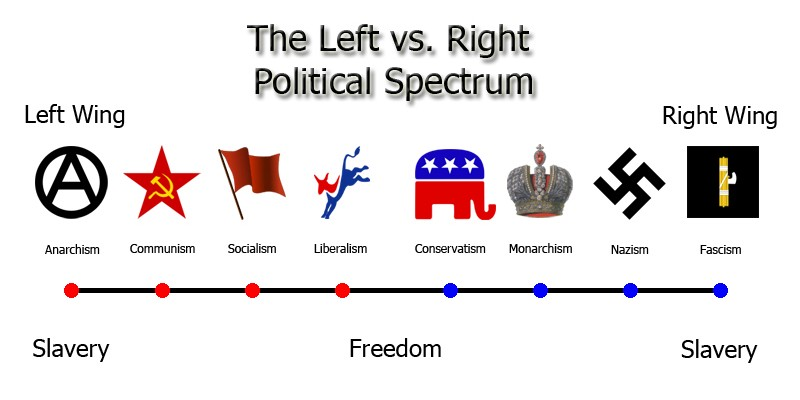 The Left vs. Right
Political Spectrum
Left Wing
Right Wing
Anarchism
Communism
Socialism
Liberalism
Conservatism
Monarchism
Nazism
Fascism
Slavery
Freedom
Slavery